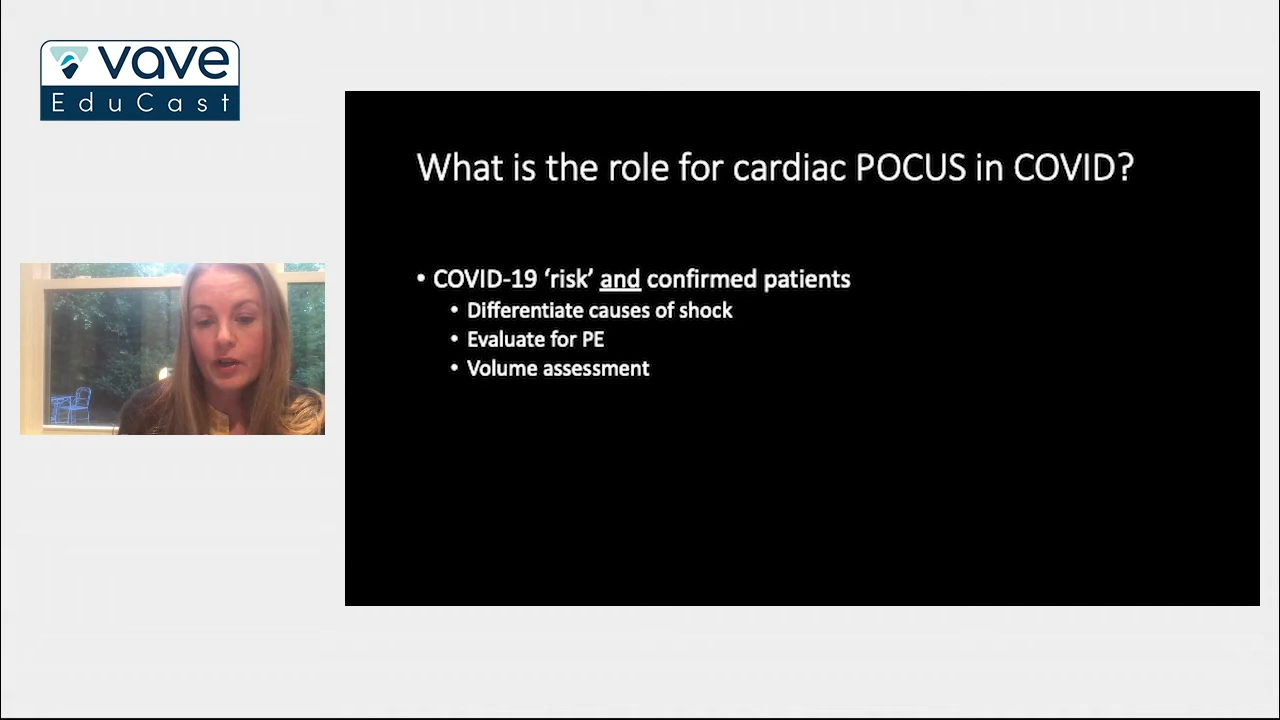 vave
EduCast
What is the role for cardiac POCUS in COVID?
• COVID-19 ‘risk’ and confirmed patients
• Differentiate causes of shock
• Evaluate for PE
• Volume assessment